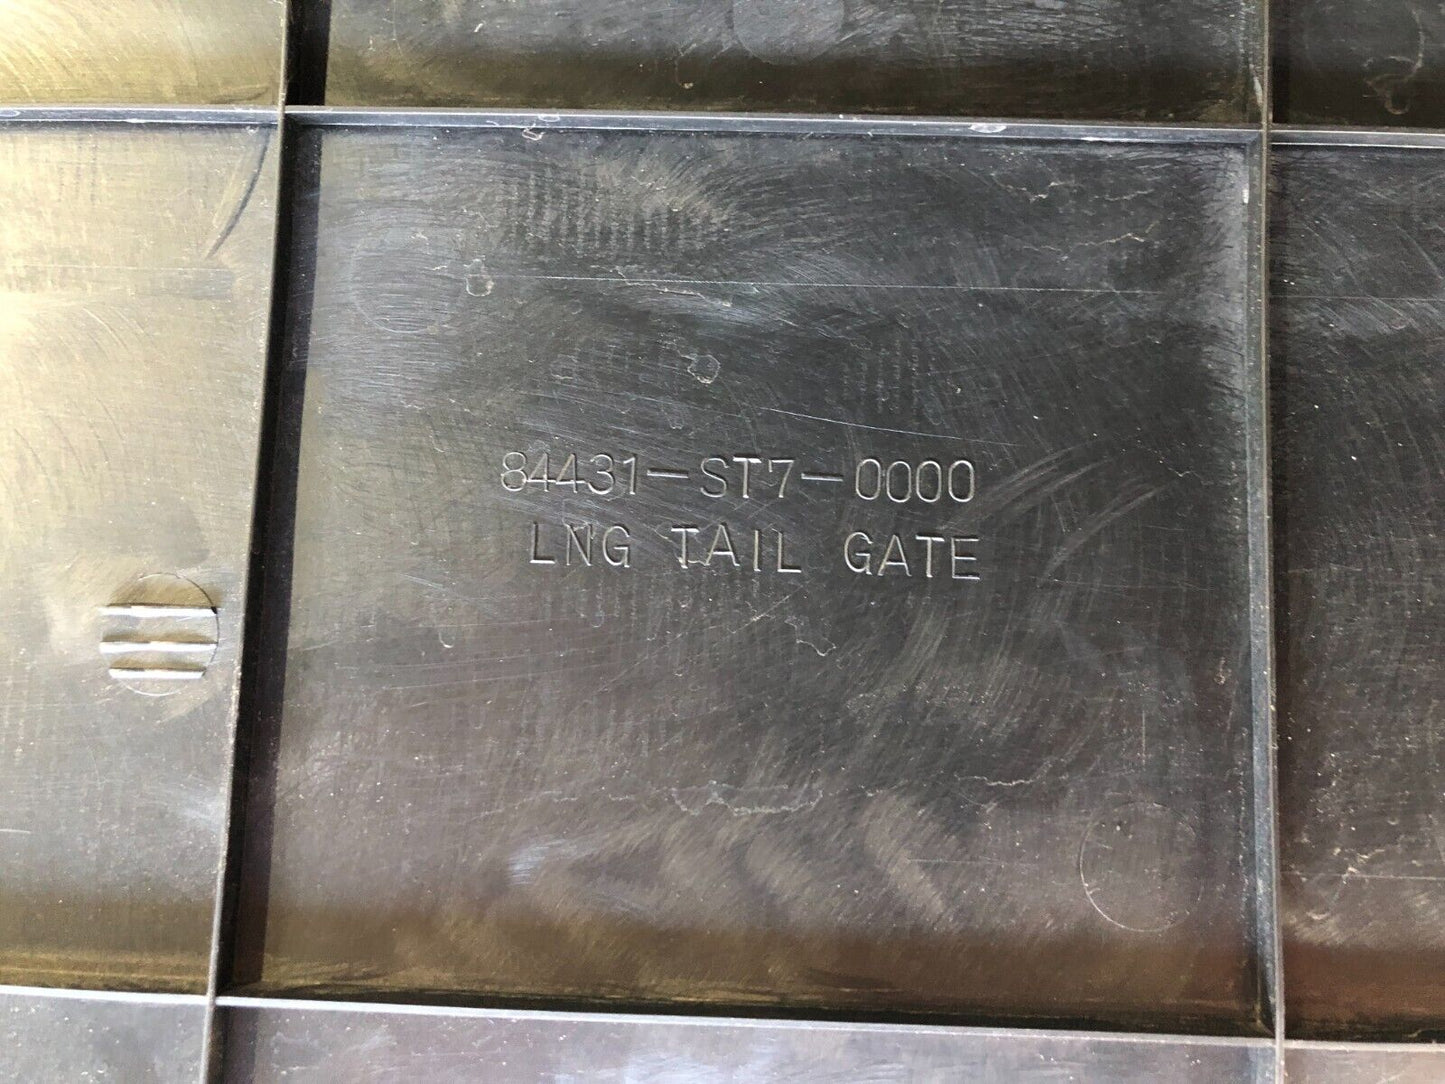 84431-ST7-0000
LNG TAIL GATE